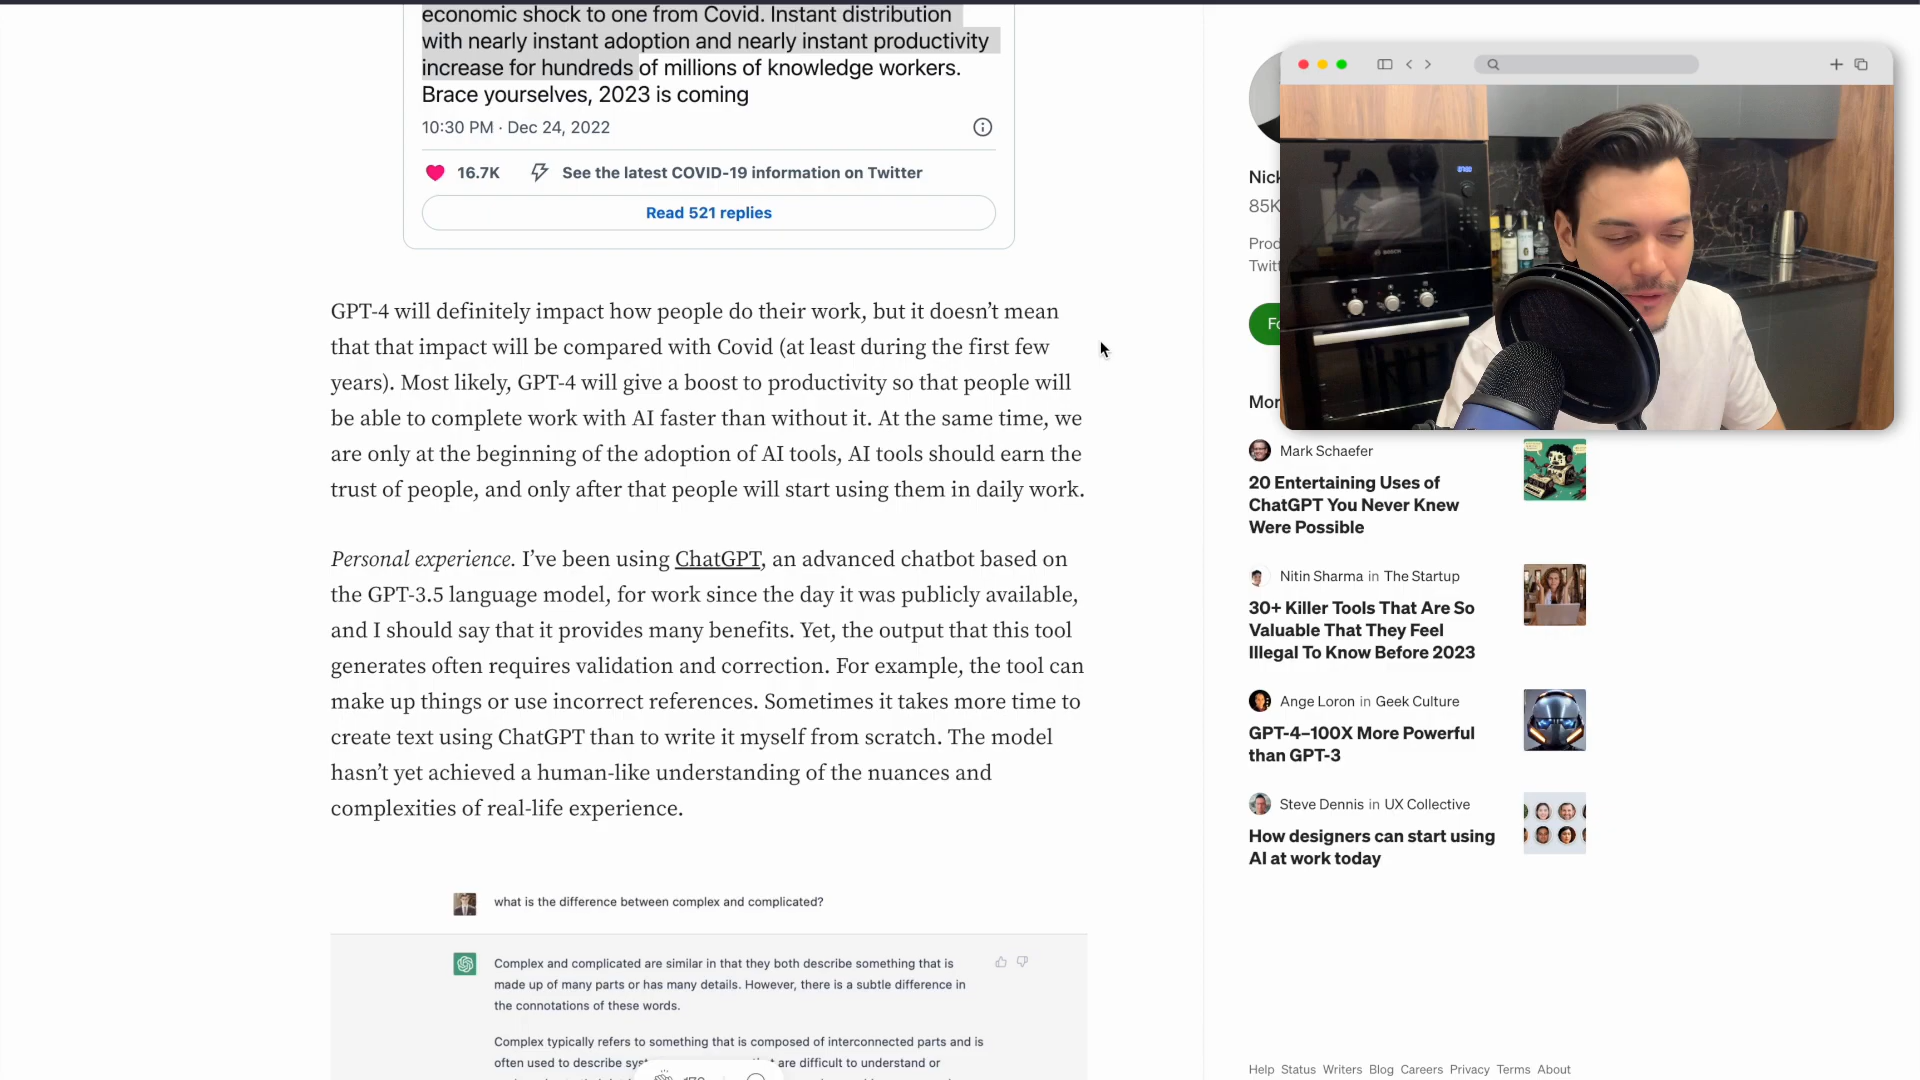 economic shock to one from Covid. Instant distribution
with nearly instant adoption and nearly instant productivity
increase for hundreds of millions of knowledge workers.
Brace yourselves, 2023 is coming
10:30 PM · Dec 24, 2022
16.7K See the latest COVID-19 information on Twitter
Read 521 replies
GPT-4 will definitely impact how people do their work, but it doesn’t mean
that that impact will be compared with Covid (at least during the first few
years). Most likely, GPT-4 will give a boost to productivity so that people will
be able to complete work with AI faster than without it. At the same time, we
are only at the beginning of the adoption of AI tools, AI tools should earn the
trust of people, and only after that people will start using them in daily work.
Personal experience. I’ve been using ChatGPT, an advanced chatbot based on
the GPT-3.5 language model, for work since the day it was publicly available,
and I should say that it provides many benefits. Yet, the output that this tool
generates often requires validation and correction. For example, the tool can
make up things or use incorrect references. Sometimes it takes more time to
create text using ChatGPT than to write it myself from scratch. The model
hasn’t yet achieved a human-like understanding of the nuances and
complexities of real-life experience.
what is the difference between complex and complicated?
Complex and complicated are similar in that they both describe something that is
made up of many parts or has many details. However, there is a subtle difference in
the connotations of these words.
Complex typically refers to something that is composed of interconnected parts and is
often used to describe are difficult to understand or
Nick
85K
Prod
Twitt
Fo
Mor
BOSCH
Mark Schaefer
20 Entertaining Uses of
ChatGPT You Never Knew
Were Possible
Nitin Sharma in The Startup
30+ Killer Tools That Are So
Valuable That They Feel
Illegal To Know Before 2023
Ange Loron in Geek Culture
GPT-4–100X More Powerful
than GPT-3
Steve Dennis in UX Collective
How designers can start using
AI at work today
Help Status Writers Blog Careers Privacy Terms About